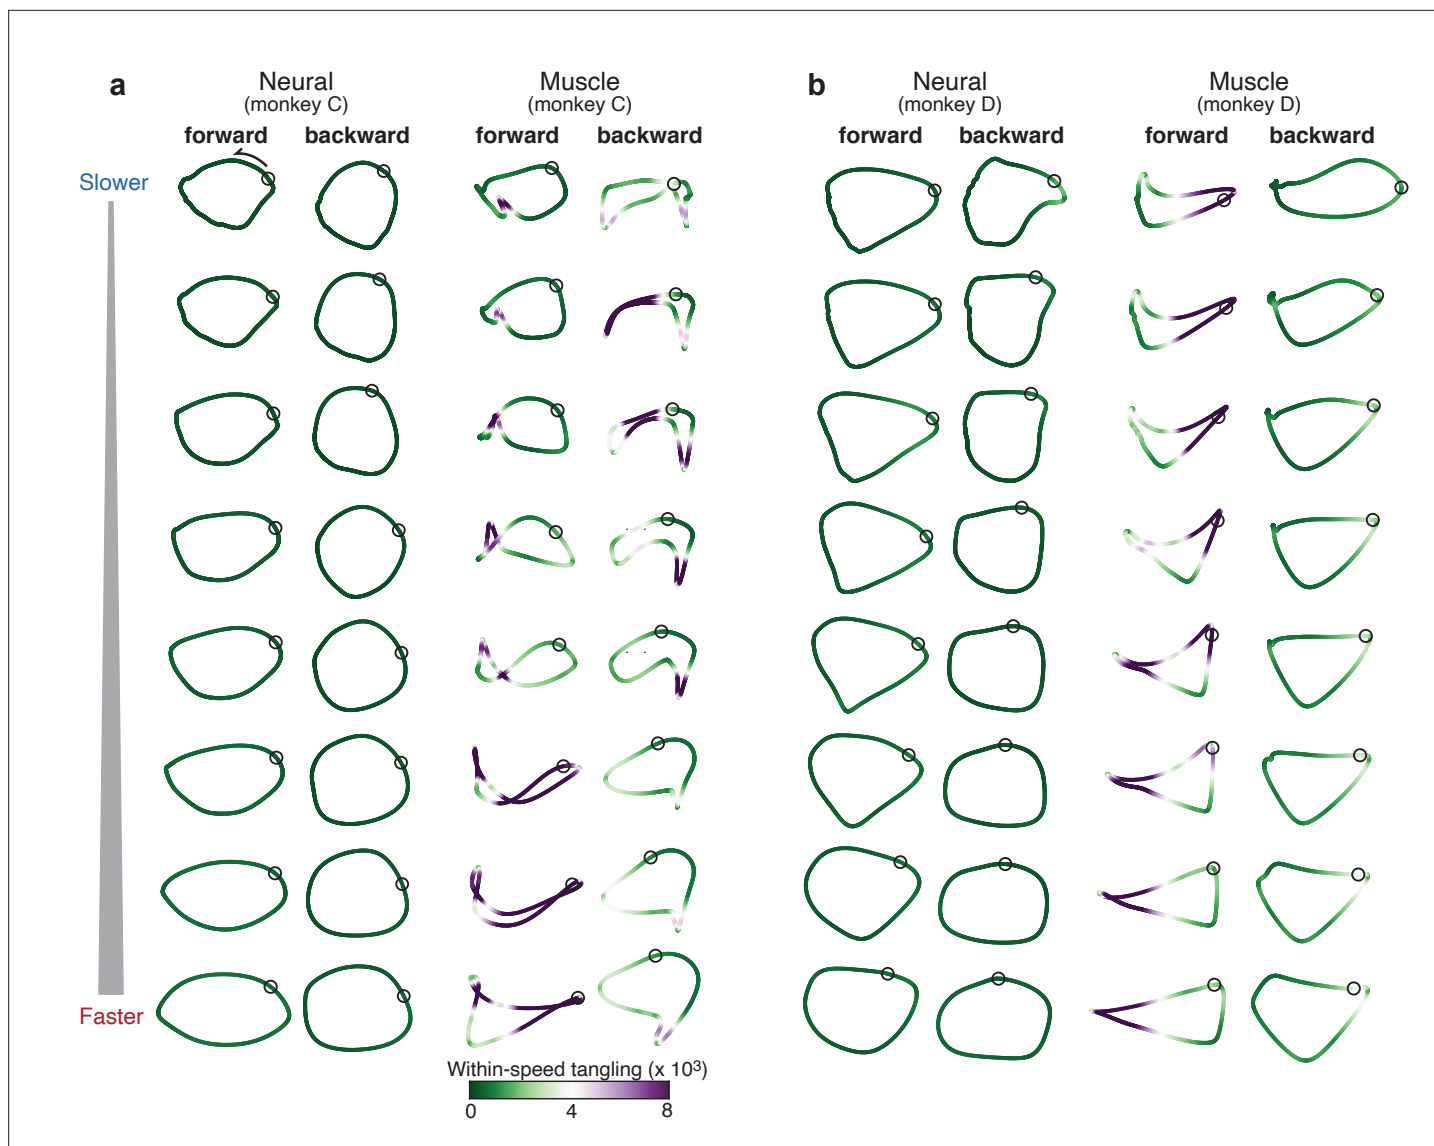 a
Neural
(monkey C)
forward
backward
Muscle
(monkey C)
forward
backward
b
Neural
(monkey D)
forward
backward
Muscle
(monkey D)
forward
backward
Slower
Faster
Within-speed tangling (x 10³)
0 4 8